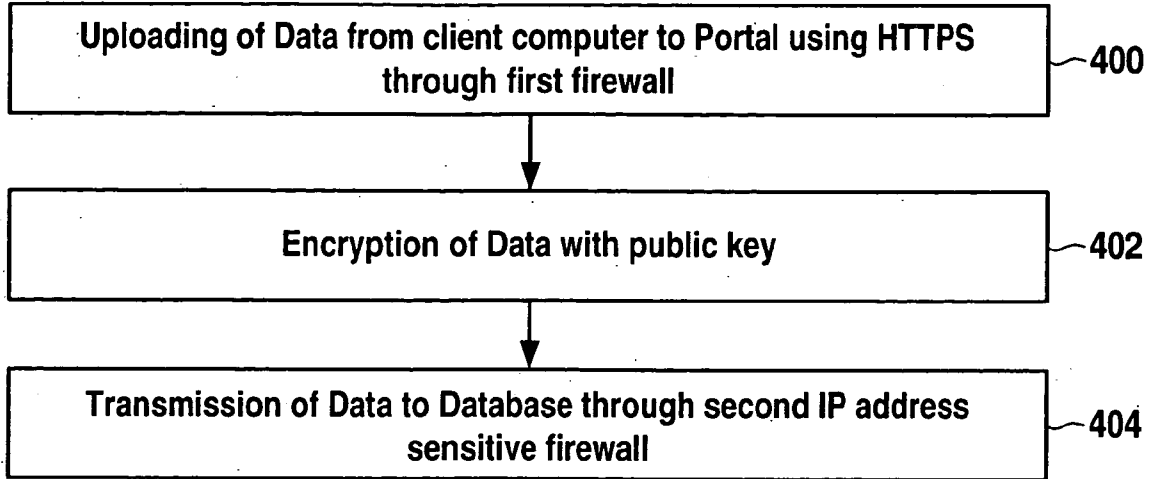 Uploading of Data from client computer to Portal using HTTPS
through first firewall
400
Encryption of Data with public key
402
Transmission of Data to Database through second IP address
sensitive firewall
404